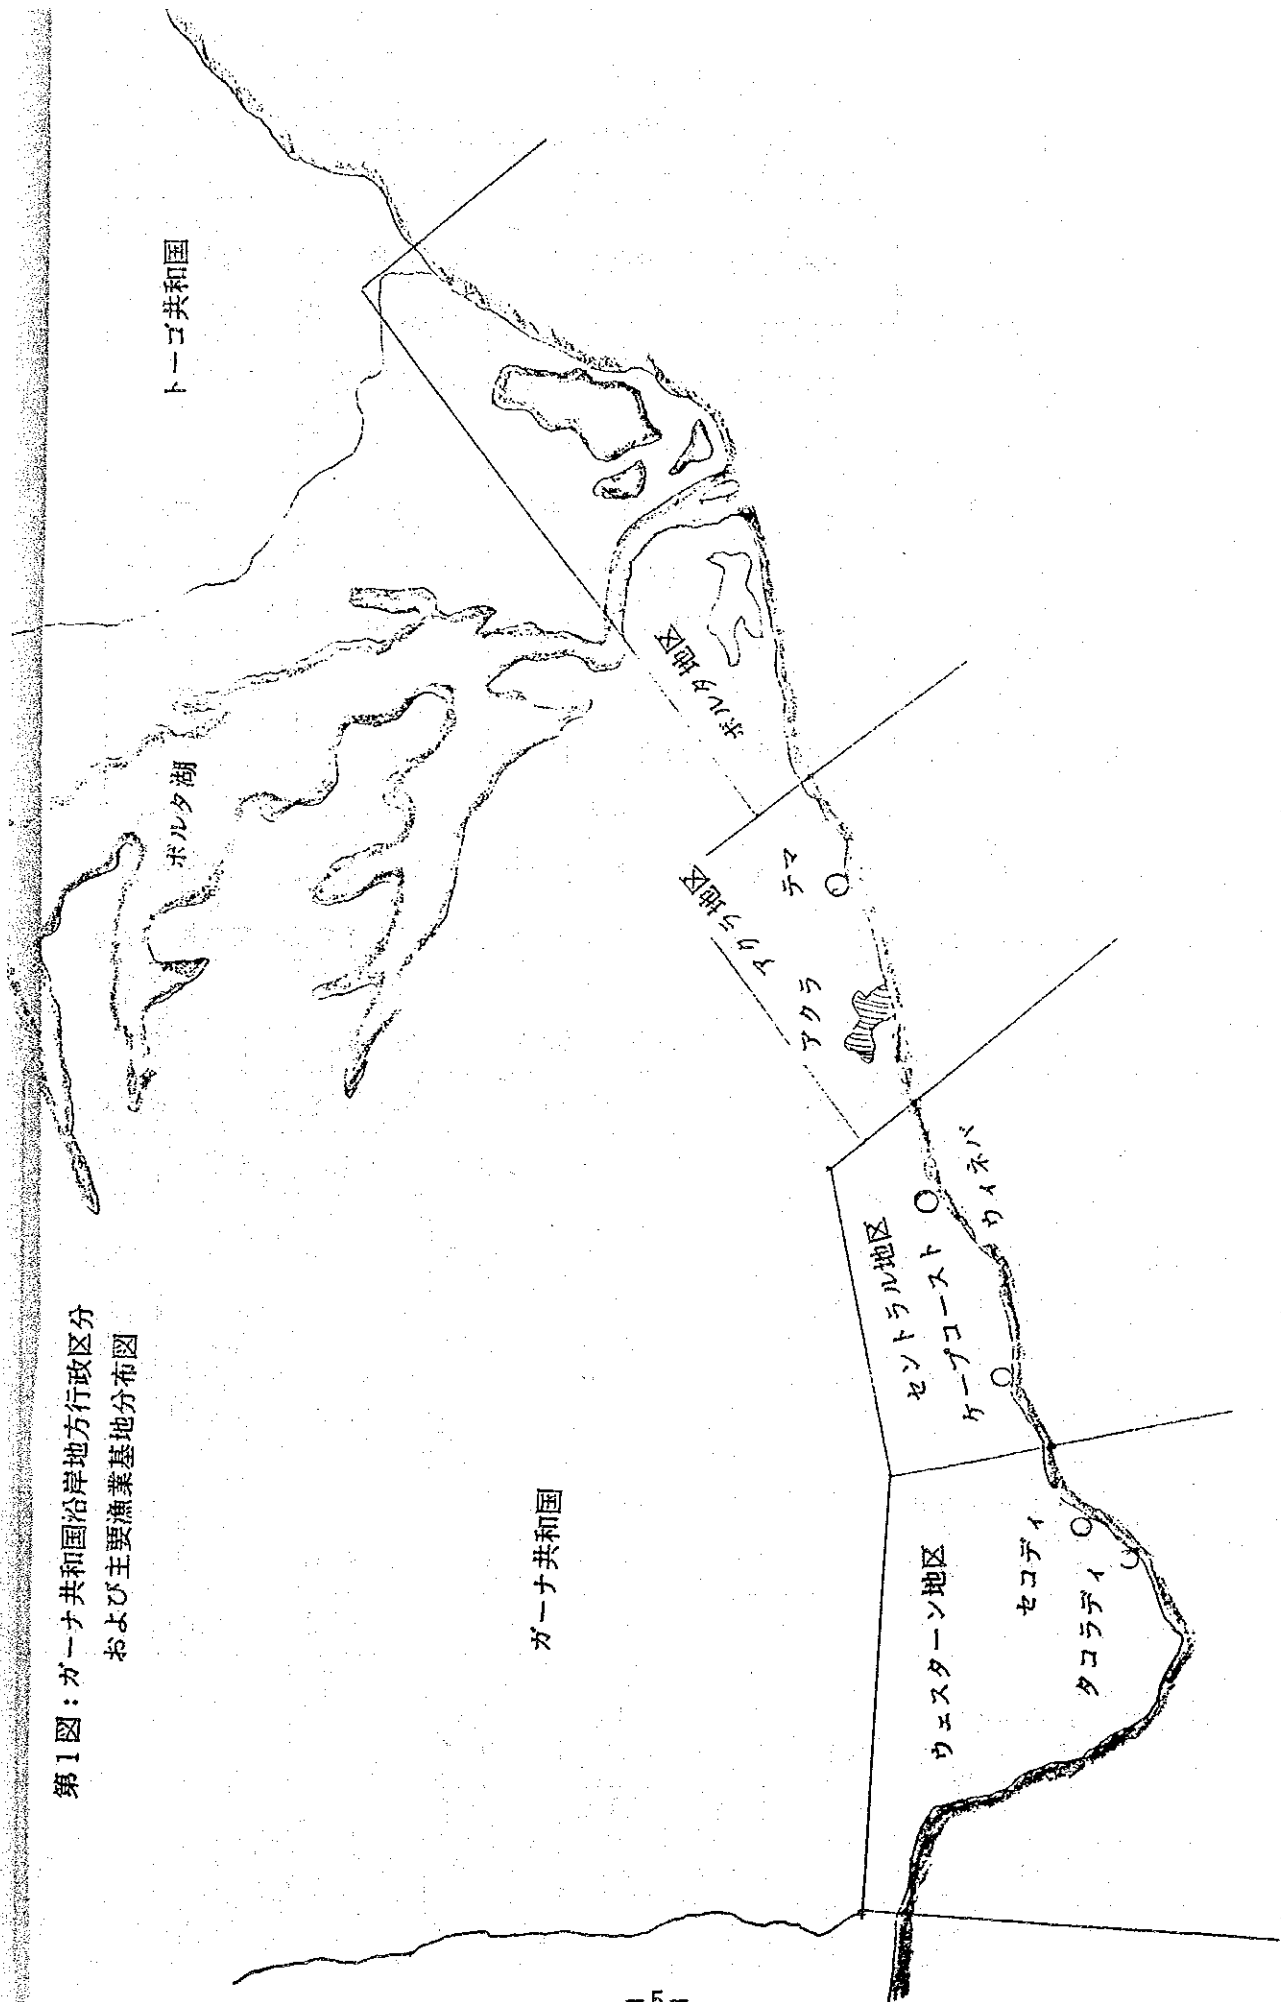 第1図：ガーナ共和国沿岸地方行政区分
および主要漁業基地分布図
トーゴ共和国
ボルタ湖
ガーナ共和国
ボルタ地区
アクラ地区
テマ
アクラ
セントラル地区
ウィネバ
ケープコースト
ウェスターン地区
セコディ
タコラディ
-5-